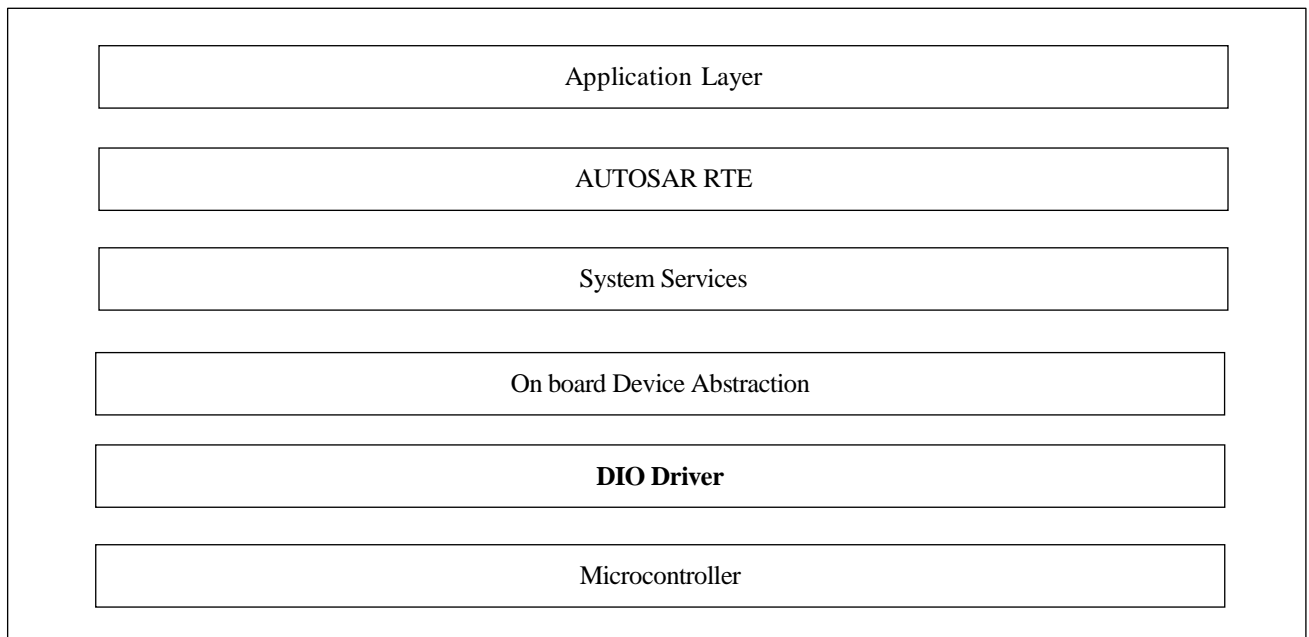 Application Layer
AUTOSAR RTE
System Services
On board Device Abstraction
DIO Driver
Microcontroller